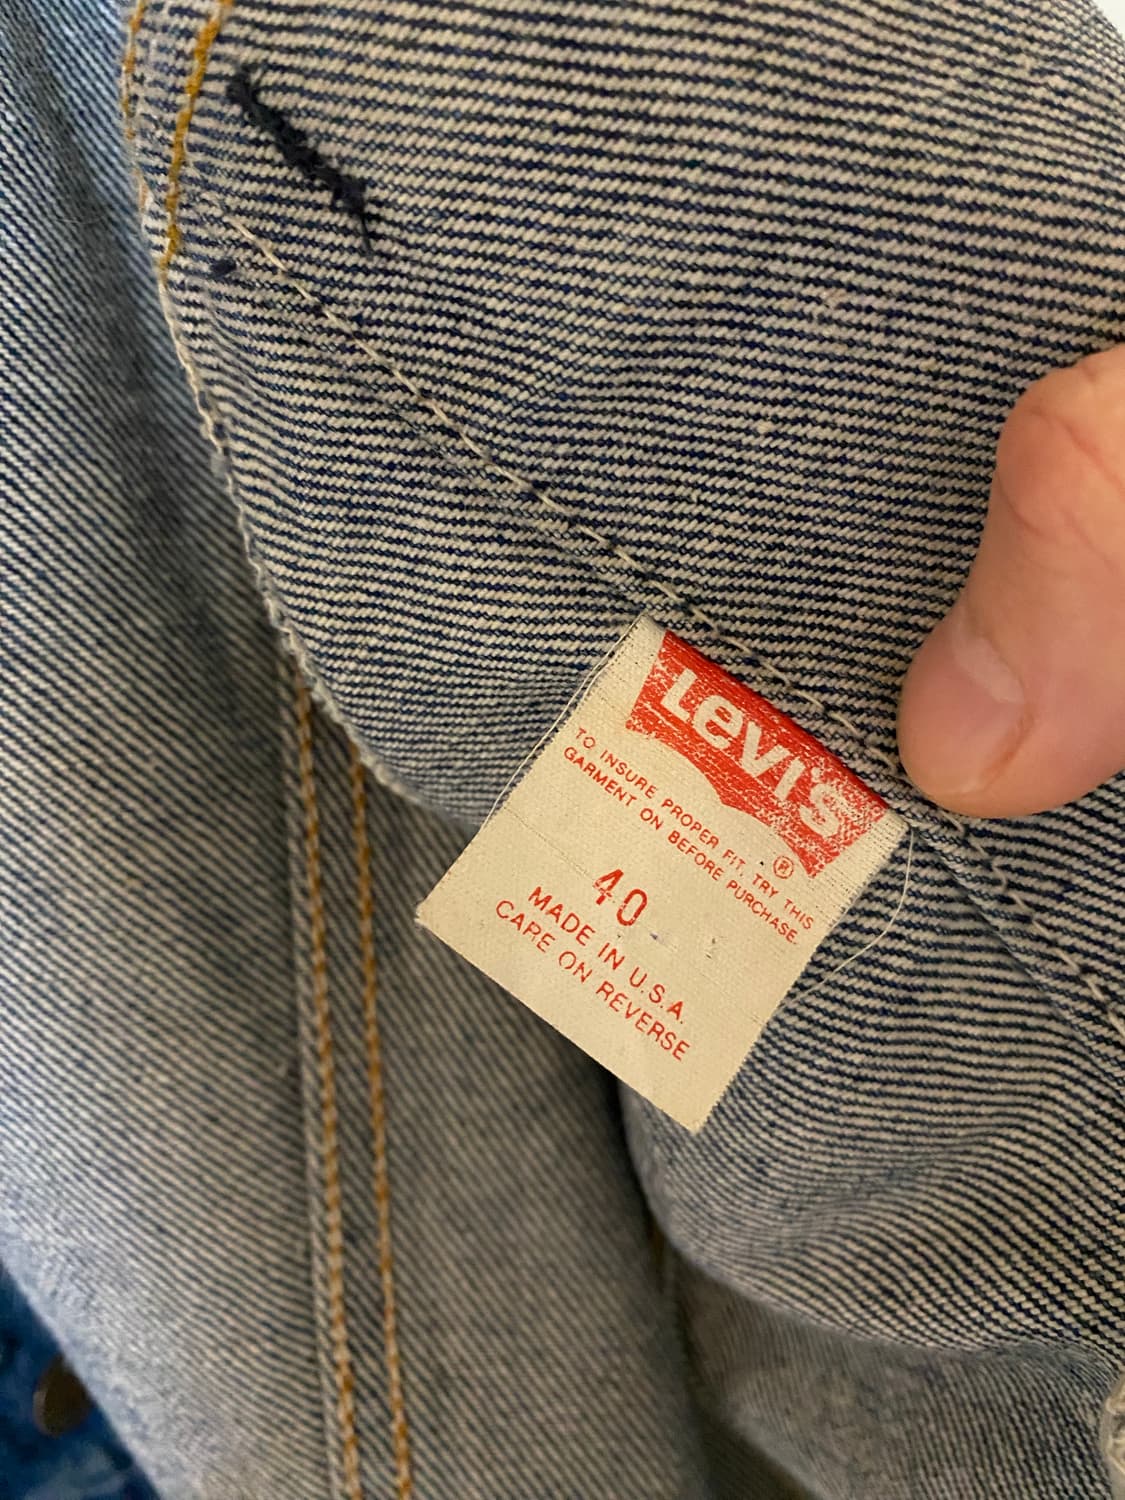 Levi's ®
TO INSURE PROPER FIT, TRY THIS
GARMENT ON BEFORE PURCHASE.
40
MADE IN U.S.A.
CARE ON REVERSE